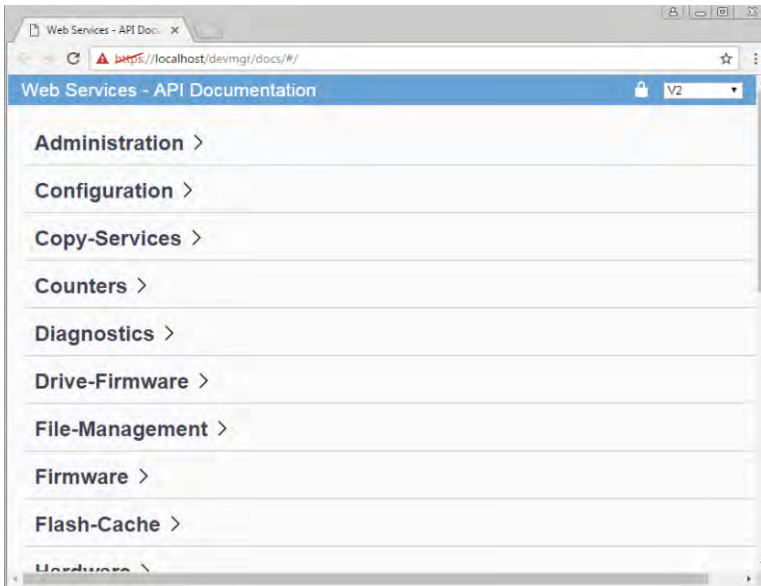 Web Services - API Doc
https://localhost/devmgr/docs/#/
Web Services - API Documentation
V2
Administration >
Configuration >
Copy-Services >
Counters >
Diagnostics >
Drive-Firmware >
File-Management >
Firmware >
Flash-Cache >
Hardware >